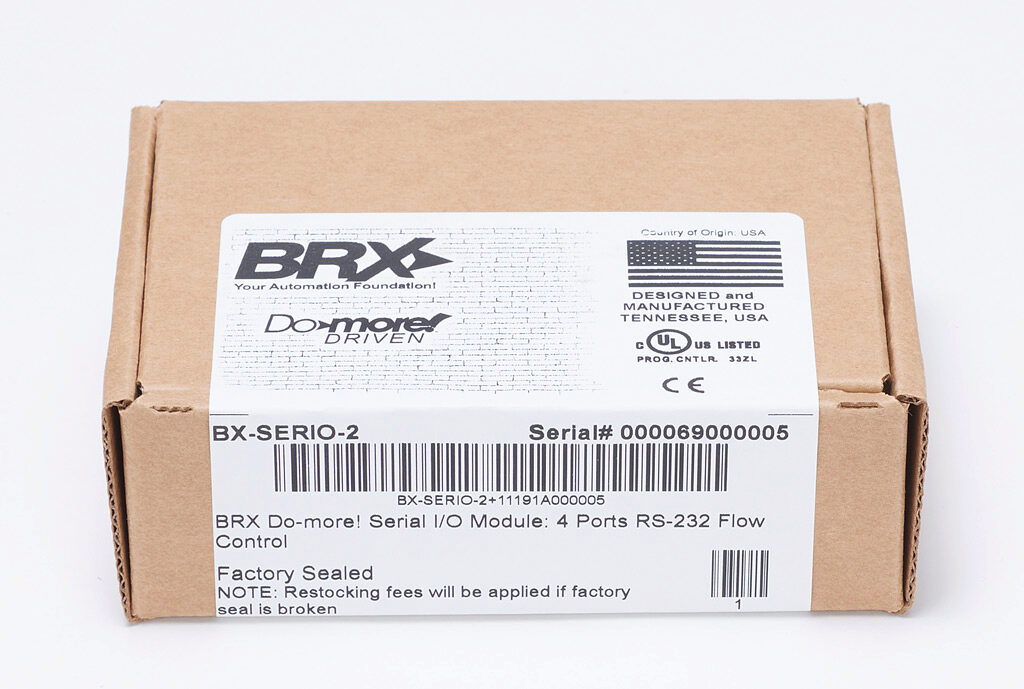 BRX
Your Automation Foundation!
Do-more!
DRIVEN
Country of Origin: USA
DESIGNED and
MANUFACTURED
TENNESSEE, USA
C UL US LISTED
PROG. CNTLR. 33ZL
CE
BX-SERIO-2
Serial# 000069000005
BX-SERIO-2+11191A000005
BRX Do-more! Serial I/O Module: 4 Ports RS-232 Flow
Control
Factory Sealed
NOTE: Restocking fees will be applied if factory
seal is broken
1